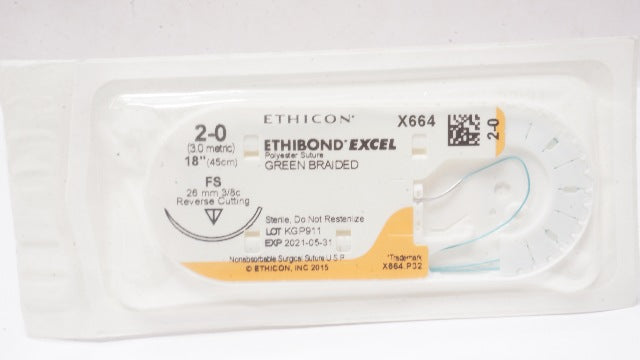 ETHICON*
X664
2-0
(3.0 metric)
18" (45cm)
ETHIBOND* EXCEL
Polyester Suture
GREEN BRAIDED
2-0
FS
26 mm 3/8c
Reverse Cutting
Sterile, Do Not Resterilize
LOT KGP911
EXP 2021-05-31
Nonabsorbable Surgical Suture U.S.P.
© ETHICON, INC 2015
*Trademark
X664.P32